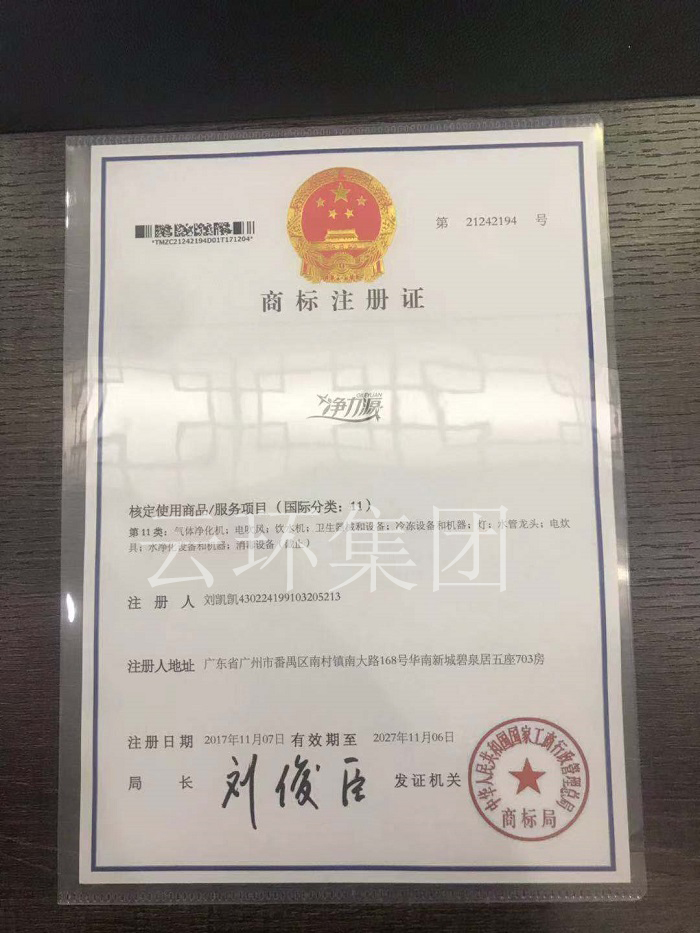 第 21242194 号
*TMZC21242194D01T171204*
商标注册证
净力源
核定使用商品/服务项目（国际分类：11）
第11类：气体净化机；电吹风；饮水机；卫生器械和设备；冷冻设备和机器；灯；水管龙头；电炊
具；水净化设备和机器；消毒设备（截止）
云环集团
注 册 人 刘凯凯430224199103205213
注册人地址 广东省广州市番禺区南村镇南大路168号华南新城碧泉居五座703房
注册日期 2017年11月07日 有效期至 2027年11月06日
局 长 刘俊臣 发证机关
中华人民共和国国家工商行政管理总局
商标局